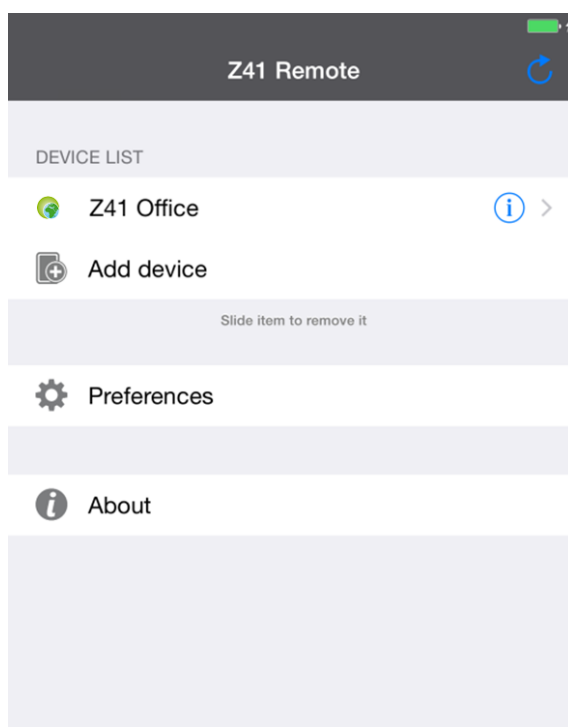 Z41 Remote
DEVICE LIST
Z41 Office
Add device
Slide item to remove it
Preferences
About